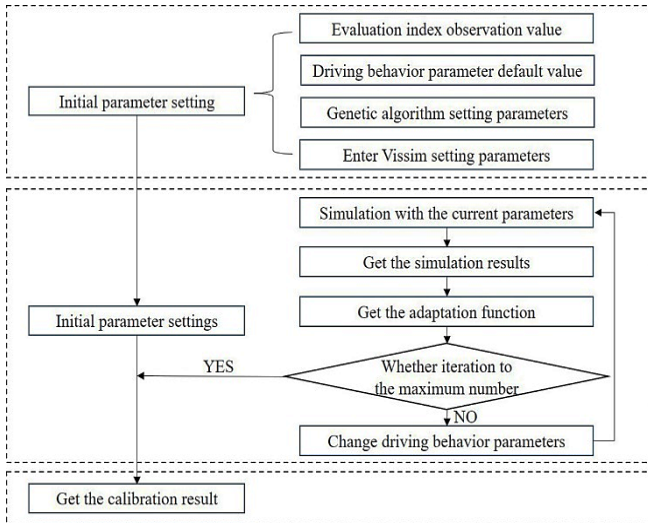 Evaluation index observation value
Driving behavior parameter default value
Initial parameter setting
Genetic algorithm setting parameters
Enter Vissim setting parameters
Simulation with the current parameters
Get the simulation results
Initial parameter settings
Get the adaptation function
YES
Whether iteration to
the maximum number
NO
Change driving behavior parameters
Get the calibration result